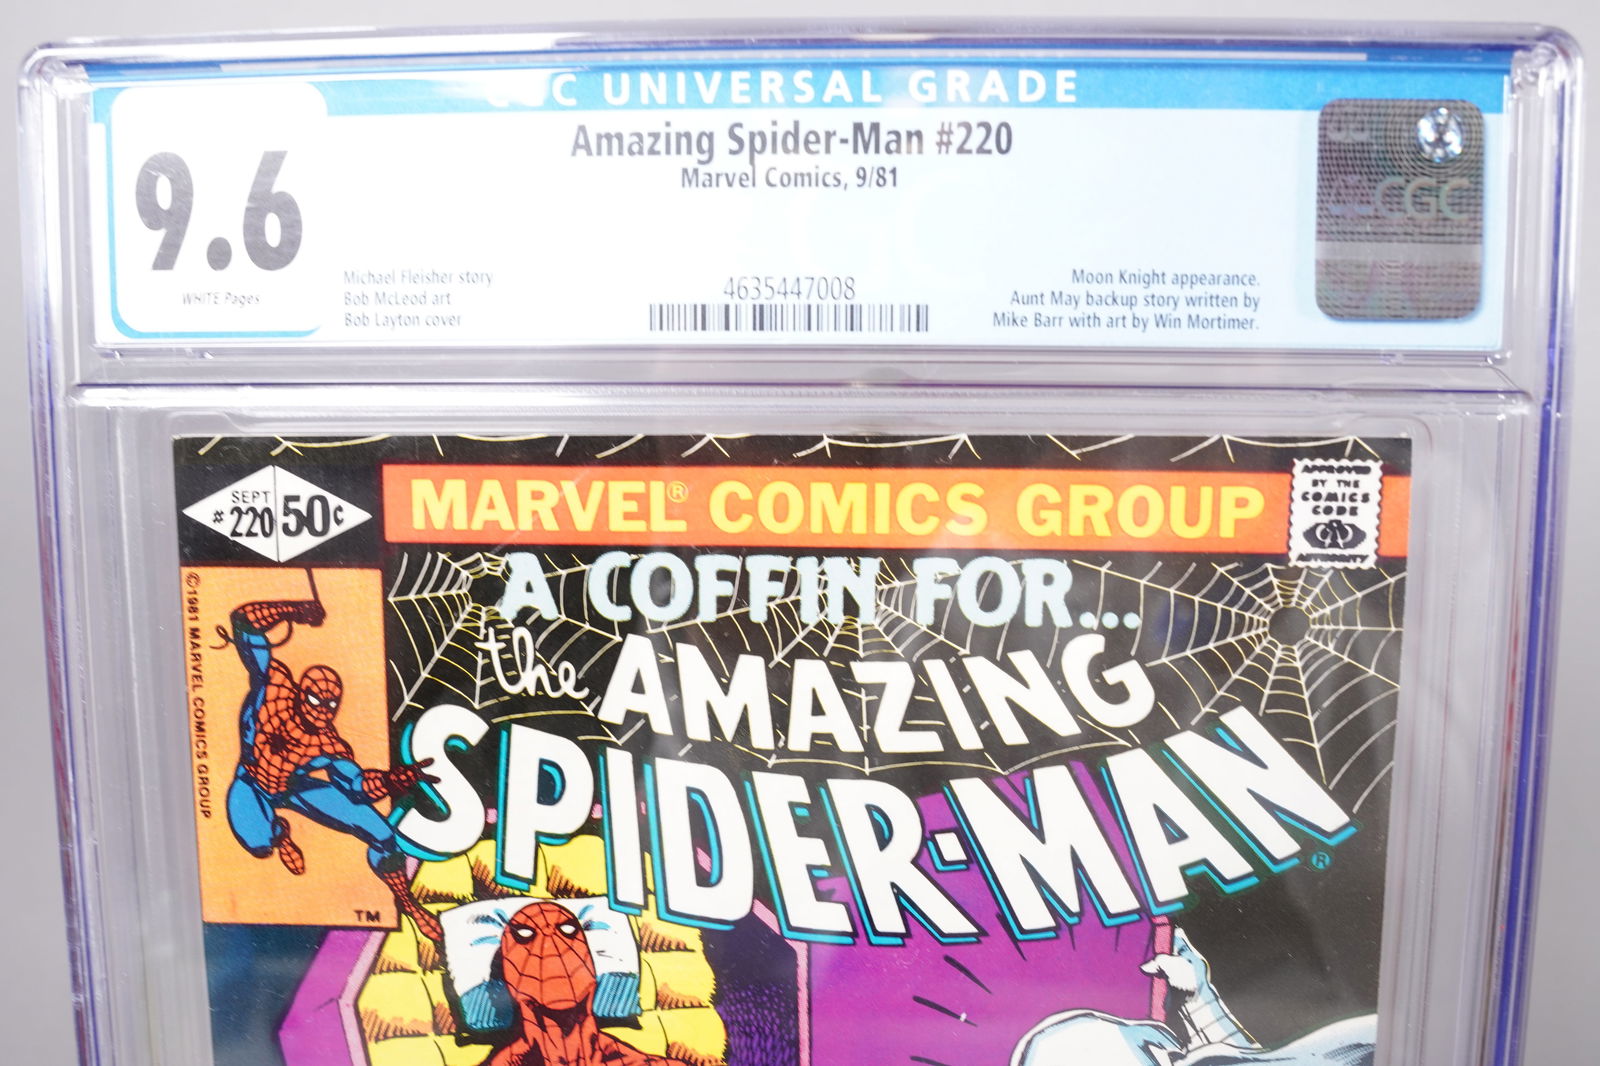 CGC UNIVERSAL GRADE
Amazing Spider-Man #220
Marvel Comics, 9/81
9.6
WHITE Pages
Michael Fleisher story
Bob McLeod art
Bob Layton cover
4635447008
Moon Knight appearance.
Aunt May backup story written by
Mike Barr with art by Win Mortimer.
CGC
SEPT
#220 50¢
MARVEL® COMICS GROUP
APPROVED
BY THE
COMICS
CODE
AUTHORITY
©1981 MARVEL COMICS GROUP
TM
A COFFIN FOR...
the AMAZING
SPIDER-MAN®